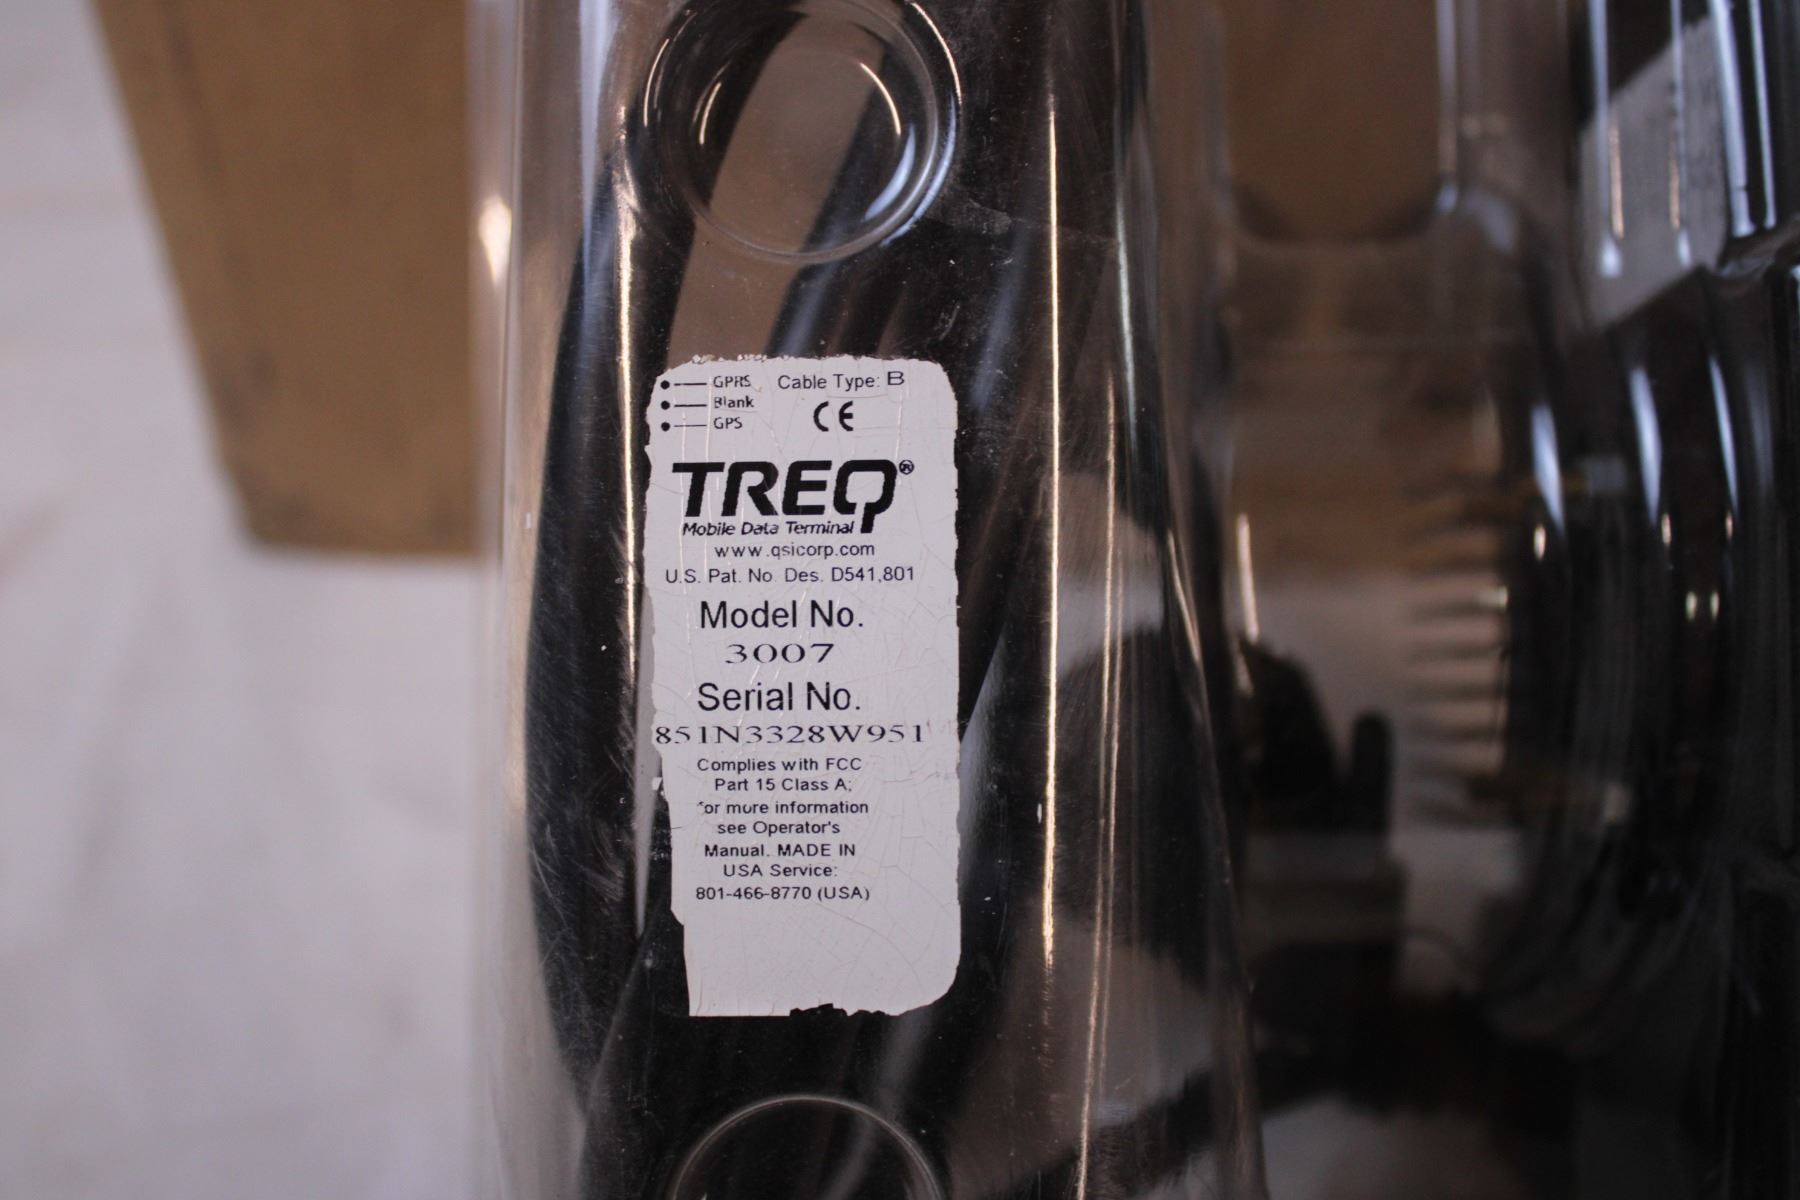 GPRS Cable Type: B
Blank CE
GPS
TREQ®
Mobile Data Terminal
www.qsicorp.com
U.S. Pat. No. Des. D541,801
Model No.
3007
Serial No.
851N3328W951
Complies with FCC
Part 15 Class A;
for more information
see Operator's
Manual. MADE IN
USA Service:
801-466-8770 (USA)